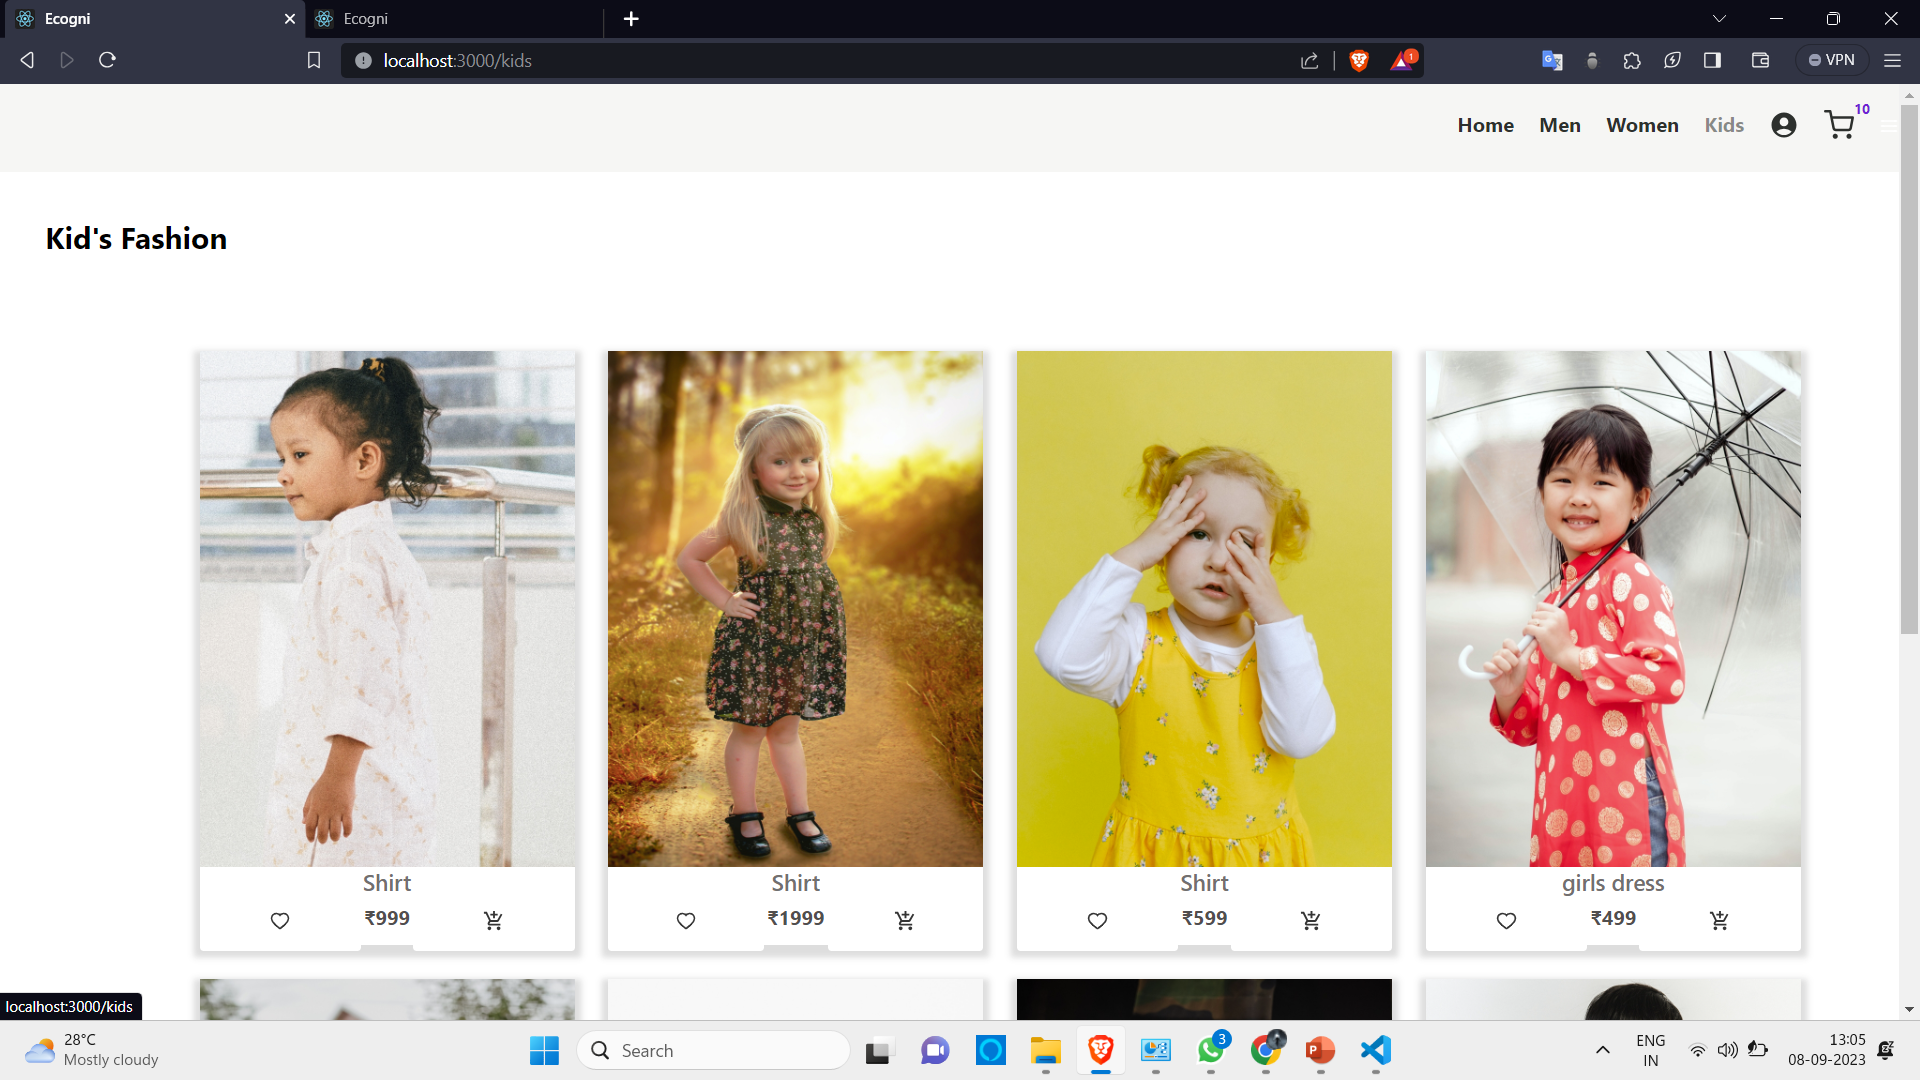 Ecogni
Ecogni
localhost:3000/kids
1
VPN
Home Men Women Kids
10
Kid's Fashion
Shirt
₹999
Shirt
₹1999
Shirt
₹599
girls dress
₹499
localhost:3000/kids
28°C
Mostly cloudy
Search
3
ENG
IN
13:05
08-09-2023